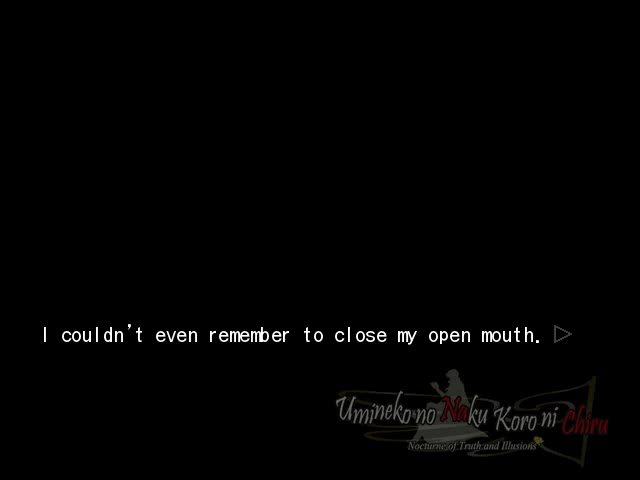 I couldn't even remember to close my open mouth.
Umineko no Naku Koro ni Chiru
Nocturne of Truth and Illusions